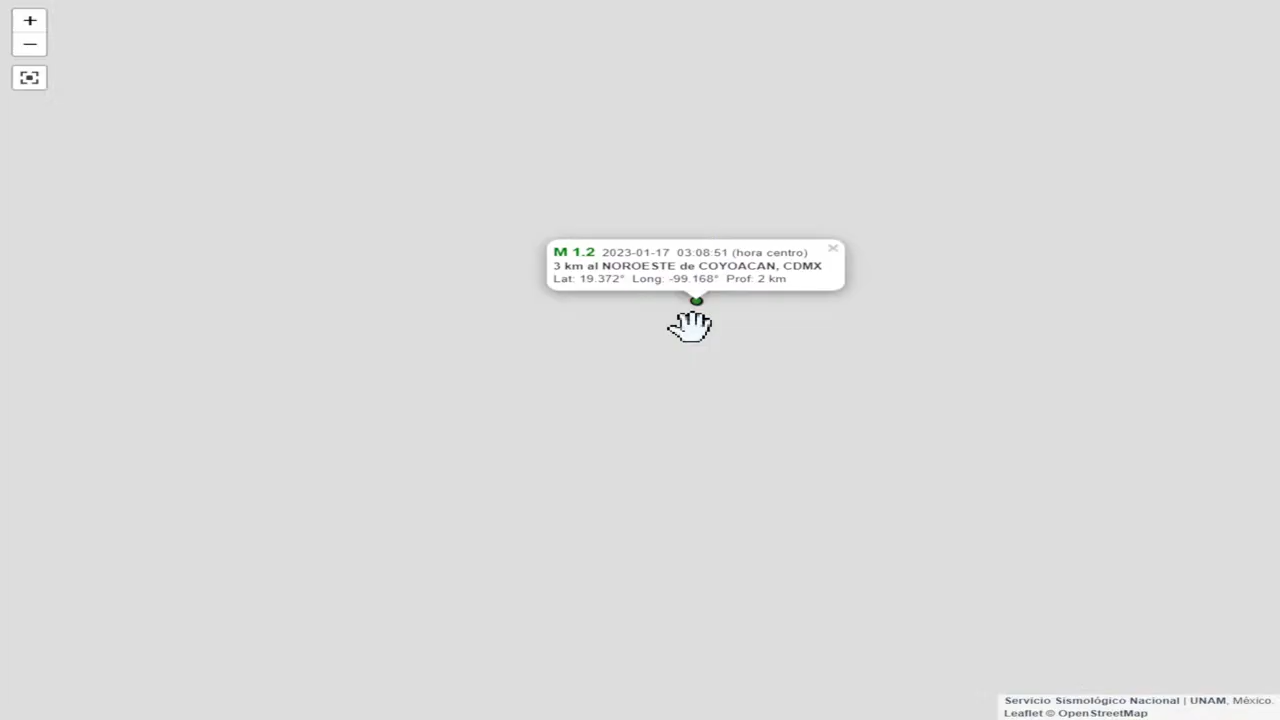 +
−
M 1.2 2023-01-17 03:08:51 (hora centro) ×
3 km al NOROESTE de COYOACAN, CDMX
Lat: 19.372° Long: -99.168° Prof: 2 km
Servicio Sismológico Nacional | UNAM, México.
Leaflet © OpenStreetMap